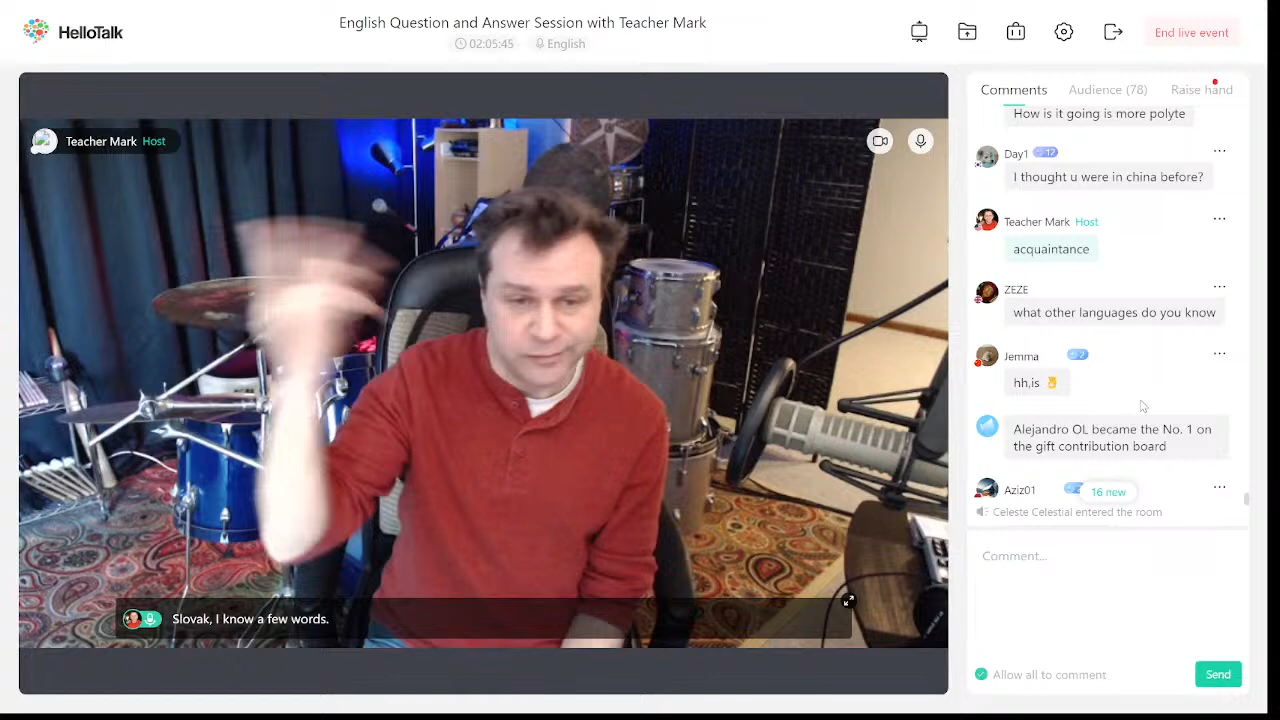 HelloTalk
English Question and Answer Session with Teacher Mark
02:05:45 English
End live event
Teacher Mark Host
Slovak, I know a few words.
Comments Audience (78) Raise hand
How is it going is more polyte
Day1 12
I thought u were in china before?
Teacher Mark Host
acquaintance
ZEZE
what other languages do you know
Jemma 2
hh,is
Alejandro OL became the No. 1 on
the gift contribution board
Aziz01
16 new
Celeste Celestial entered the room
Comment...
Allow all to comment
Send